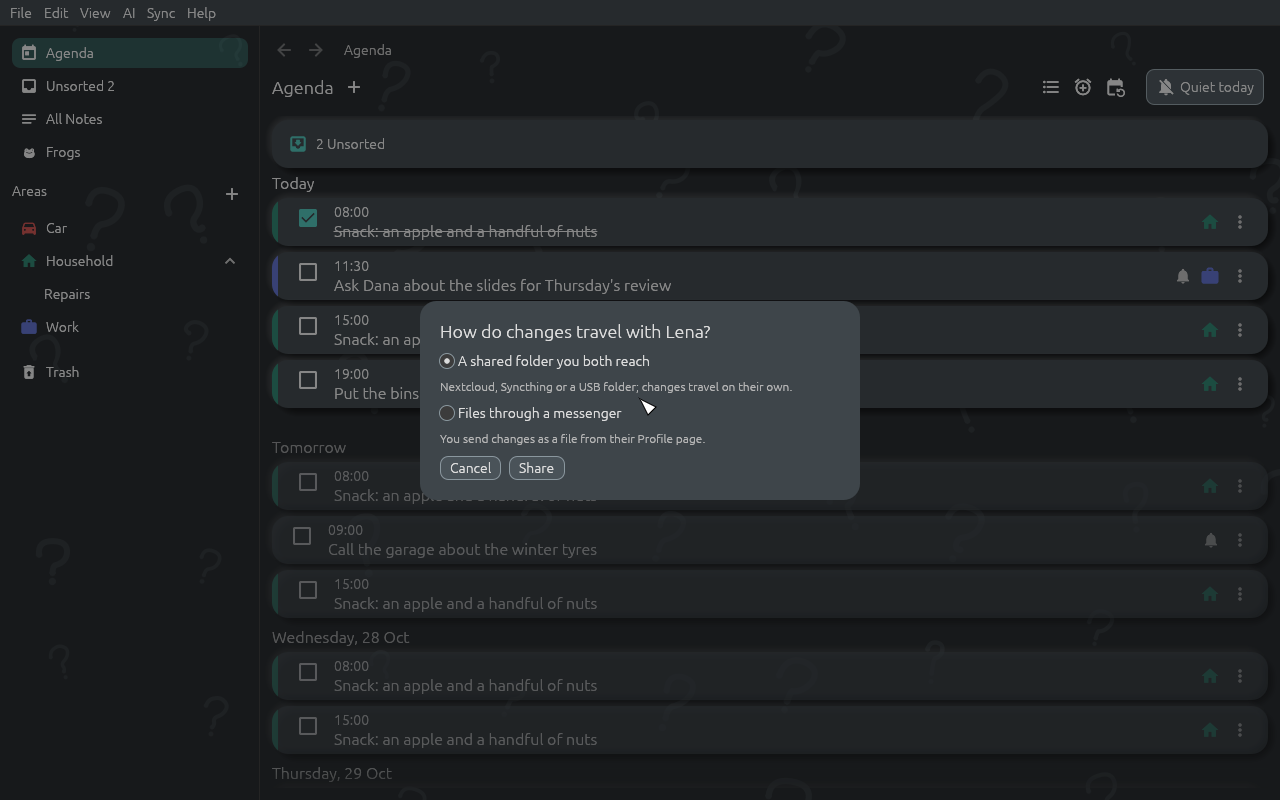 File Edit View AI Sync Help
Agenda
Unsorted 2
All Notes
Frogs
Areas
Car
Household
Repairs
Work
Trash
Agenda
Agenda
Quiet today
2 Unsorted
Today
08:00
Snack: an apple and a handful of nuts
11:30
Ask Dana about the slides for Thursday's review
15:00
Snack: an ap
19:00
Put the bins
How do changes travel with Lena?
A shared folder you both reach
Nextcloud, Syncthing or a USB folder; changes travel on their own.
Files through a messenger
You send changes as a file from their Profile page.
Cancel Share
Tomorrow
08:00
Snack: an apple and a handful of nuts
09:00
Call the garage about the winter tyres
15:00
Snack: an apple and a handful of nuts
Wednesday, 28 Oct
08:00
Snack: an apple and a handful of nuts
15:00
Snack: an apple and a handful of nuts
Thursday, 29 Oct